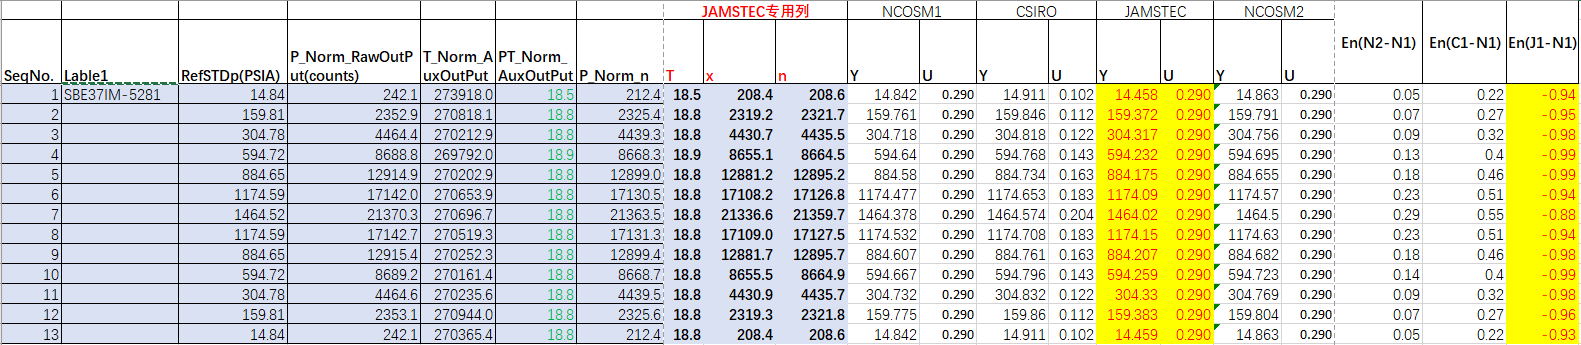 JAMSTEC专用列 NCOSM1 CSIRO JAMSTEC NCOSM2
SeqNo. Lable1 RefSTDp(PSIA) P_Norm_RawOutPut(counts) T_Norm_AuxOutPut PT_Norm_AuxOutPut P_Norm_n T x n Y U Y U Y U Y U En(N2-N1) En(C1-N1) En(J1-N1)
1 SBE37IM-5281 14.84 242.1 273918.0 18.5 212.4 18.5 208.4 208.6 14.842 0.290 14.911 0.102 14.458 0.290 14.863 0.290 0.05 0.22 -0.94
2 159.81 2352.9 270818.1 18.8 2325.4 18.8 2319.2 2321.7 159.761 0.290 159.846 0.112 159.372 0.290 159.791 0.290 0.07 0.27 -0.95
3 304.78 4464.4 270212.9 18.8 4439.3 18.8 4430.7 4435.5 304.718 0.290 304.818 0.122 304.317 0.290 304.756 0.290 0.09 0.32 -0.98
4 594.72 8688.8 269792.0 18.9 8668.3 18.9 8655.1 8664.5 594.64 0.290 594.768 0.143 594.232 0.290 594.695 0.290 0.13 0.4 -0.99
5 884.65 12914.9 270202.9 18.8 12899.0 18.8 12881.2 12895.2 884.58 0.290 884.734 0.163 884.175 0.290 884.655 0.290 0.18 0.46 -0.99
6 1174.59 17142.0 270653.9 18.8 17130.5 18.8 17108.2 17126.8 1174.477 0.290 1174.653 0.183 1174.09 0.290 1174.57 0.290 0.23 0.51 -0.94
7 1464.52 21370.3 270696.7 18.8 21363.5 18.8 21336.6 21359.7 1464.378 0.290 1464.574 0.204 1464.02 0.290 1464.5 0.290 0.29 0.55 -0.88
8 1174.59 17142.7 270519.3 18.8 17131.3 18.8 17109.0 17127.5 1174.532 0.290 1174.708 0.183 1174.15 0.290 1174.63 0.290 0.23 0.51 -0.94
9 884.65 12915.4 270252.3 18.8 12899.4 18.8 12881.7 12895.7 884.607 0.290 884.761 0.163 884.207 0.290 884.682 0.290 0.18 0.46 -0.98
10 594.72 8689.2 270161.4 18.8 8668.7 18.8 8655.5 8664.9 594.667 0.290 594.796 0.143 594.259 0.290 594.723 0.290 0.14 0.4 -0.99
11 304.78 4464.6 270235.6 18.8 4439.5 18.8 4430.9 4435.7 304.732 0.290 304.832 0.122 304.33 0.290 304.769 0.290 0.09 0.32 -0.98
12 159.81 2353.1 270944.0 18.8 2325.6 18.8 2319.3 2321.8 159.775 0.290 159.86 0.112 159.383 0.290 159.804 0.290 0.07 0.27 -0.96
13 14.84 242.1 270365.4 18.8 212.4 18.8 208.4 208.6 14.842 0.290 14.911 0.102 14.459 0.290 14.863 0.290 0.05 0.22 -0.93